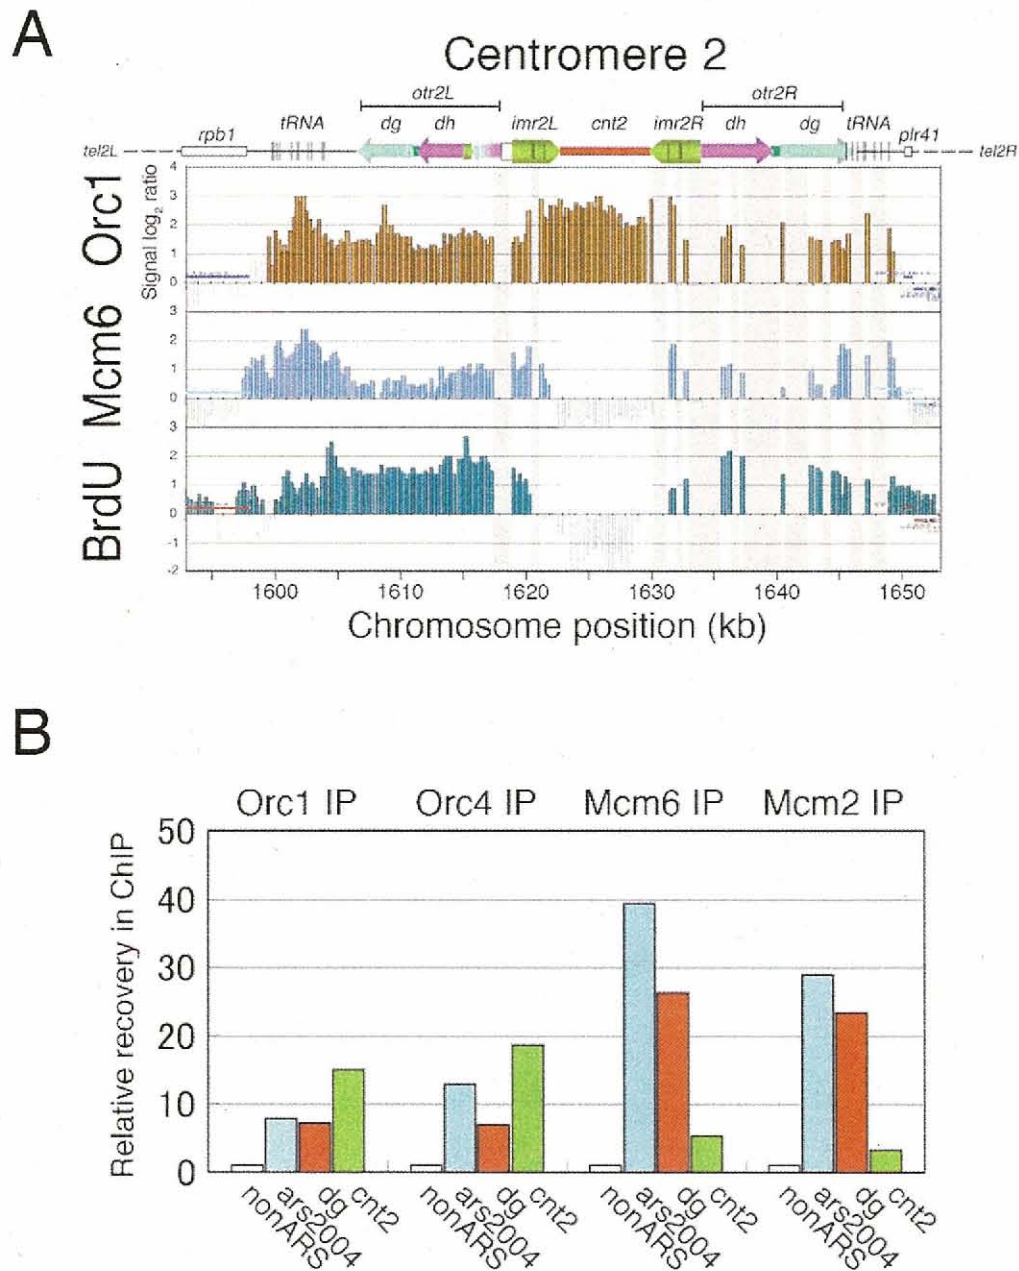 A
Centromere 2
otr2L
otr2R
rpb1
tRNA
dg
dh
imr2L
cnt2
imr2R
dh
dg
tRNA
plr41
tel2L
tel2R
Orc1
Signal log2 ratio
4
3
2
1
0
Mcm6
3
2
1
0
BrdU
3
2
1
0
-1
-2
1600
1610
1620
1630
1640
1650
Chromosome position (kb)
B
Orc1 IP
Orc4 IP
Mcm6 IP
Mcm2 IP
Relative recovery in ChIP
50
40
30
20
10
0
nonARS
ars2004
dg
cnt2
nonARS
ars2004
dg
cnt2
nonARS
ars2004
dg
cnt2
nonARS
ars2004
dg
cnt2